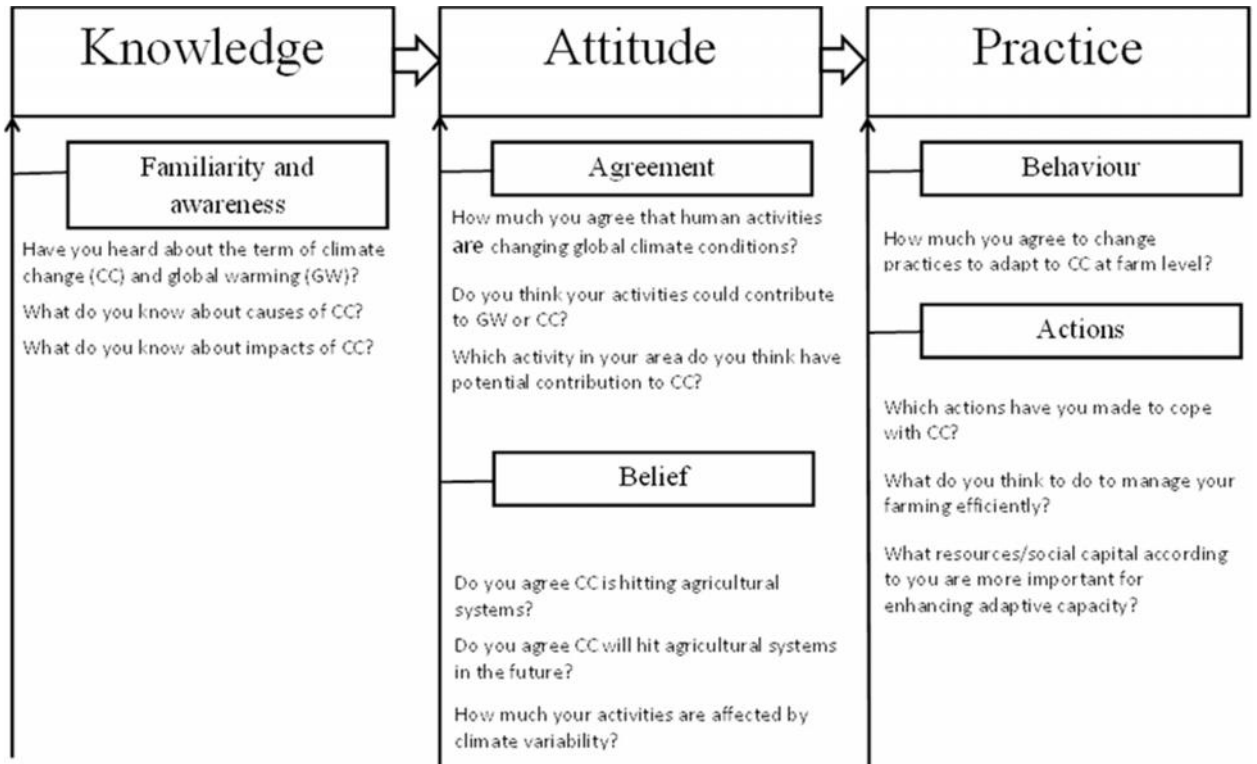 Knowledge
Familiarity and
awareness
Have you heard about the term of climate
change (CC) and global warming (GW)?
What do you know about causes of CC?
What do you know about impacts of CC?
Attitude
Agreement
How much you agree that human activities
are changing global climate conditions?
Do you think your activities could contribute
to GW or CC?
Which activity in your area do you think have
potential contribution to CC?
Belief
Do you agree CC is hitting agricultural
systems?
Do you agree CC will hit agricultural systems
in the future?
How much your activities are affected by
climate variability?
Practice
Behaviour
How much you agree to change
practices to adapt to CC at farm level?
Actions
Which actions have you made to cope
with CC?
What do you think to do to manage your
farming efficiently?
What resources/social capital according
to you are more important for
enhancing adaptive capacity?